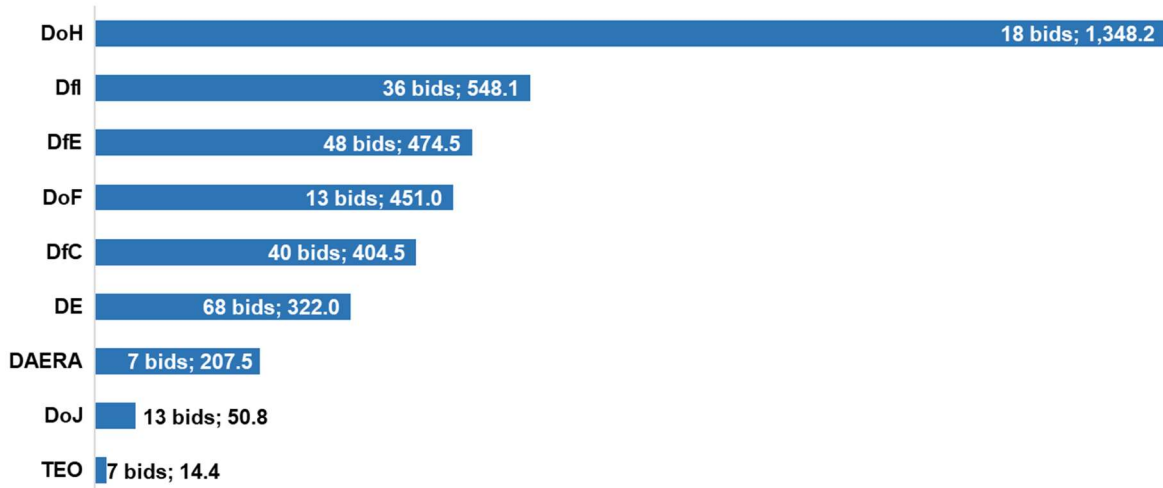 DoH 18 bids; 1,348.2
DfI 36 bids; 548.1
DfE 48 bids; 474.5
DoF 13 bids; 451.0
DfC 40 bids; 404.5
DE 68 bids; 322.0
DAERA 7 bids; 207.5
DoJ 13 bids; 50.8
TEO 7 bids; 14.4